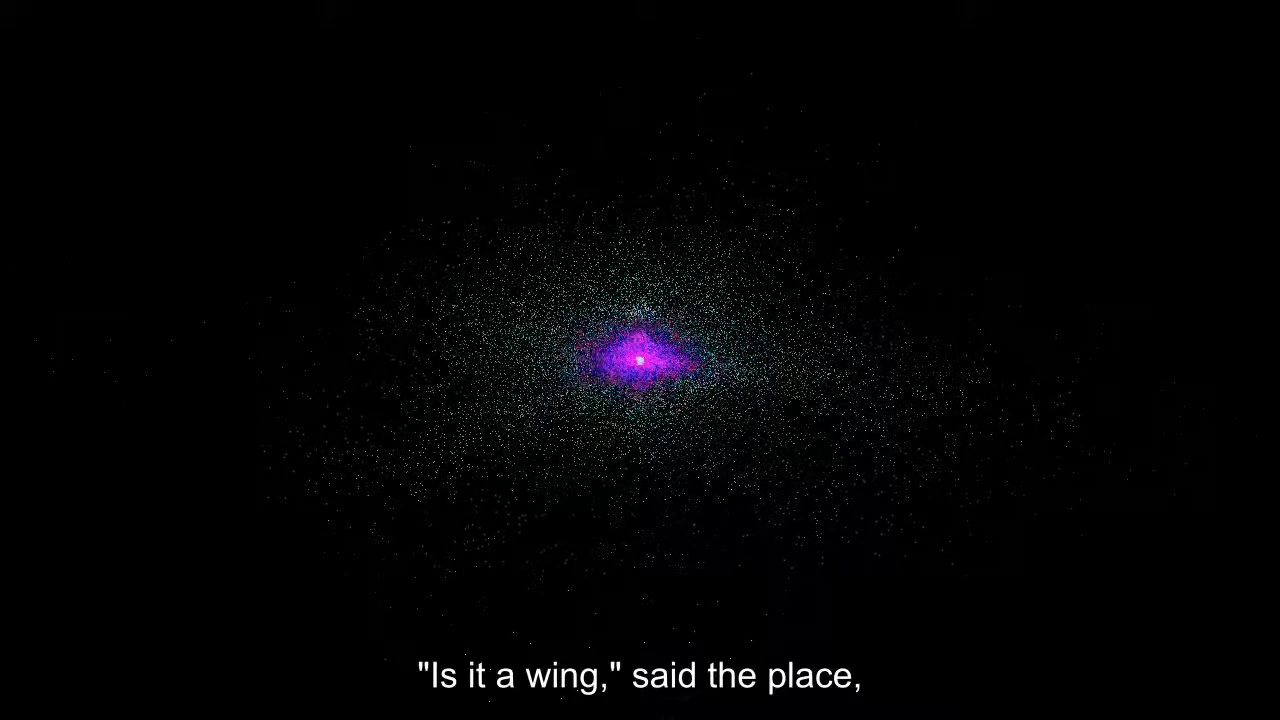 "Is it a wing," said the place,